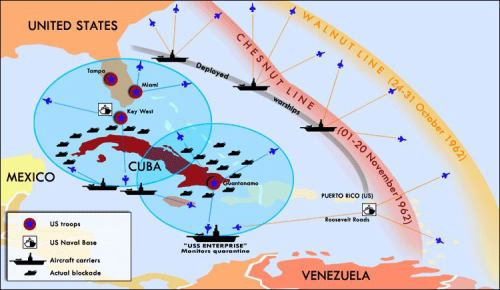 UNITED STATES
WALNUT LINE (24-31 October 1962)
CHESNUT LINE
(01-20 November 1962)
Tampa
Miami
Deployed
warships
Key West
CUBA
Guantonamo
MEXICO
PUERTO RICO (US)
Roosevelt Roads
US troops
US Naval Base
Aircraft carriers
Actual blockade
"USS ENTERPRISE"
Monitors quarantine
VENEZUELA